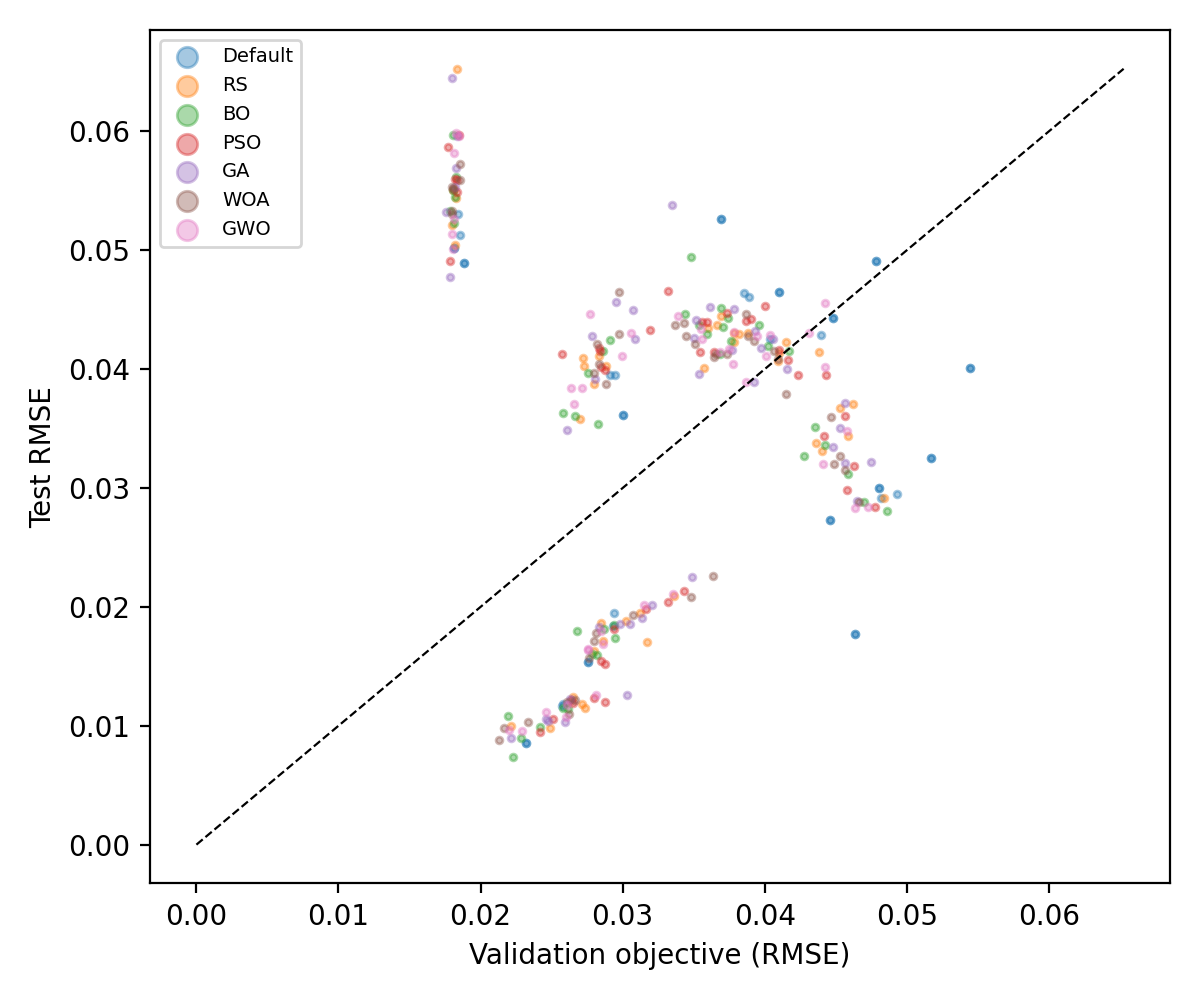 Default
RS
BO
PSO
GA
WOA
GWO
0.06
0.05
0.04
0.03
0.02
0.01
0.00
Test RMSE
0.00 0.01 0.02 0.03 0.04 0.05 0.06
Validation objective (RMSE)